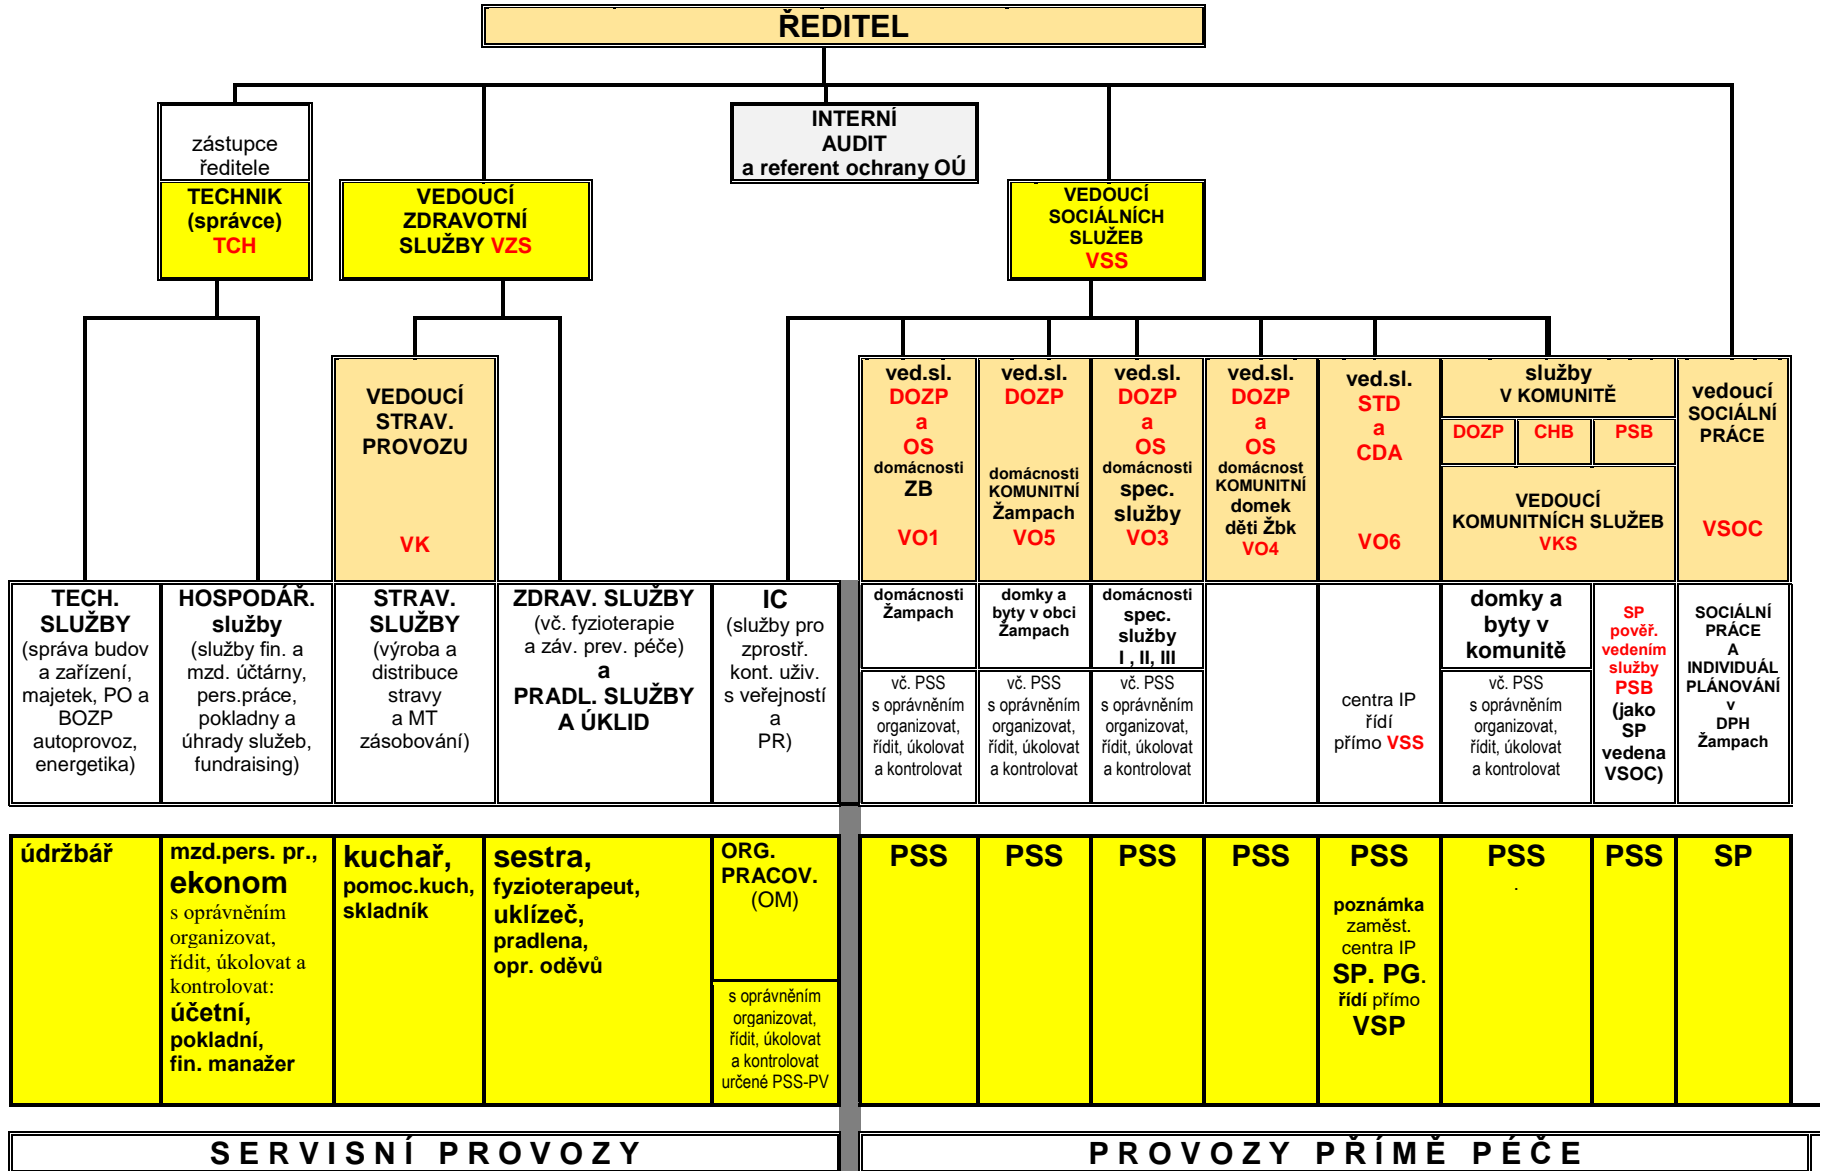 ŘEDITEL
zástupce
ředitele
TECHNIK
(správce)
TCH
VEDOUCÍ
ZDRAVOTNÍ
SLUŽBY VZS
INTERNÍ
AUDIT
a referent ochrany OÚ
VEDOUCÍ
SOCIÁLNÍCH
SLUŽEB
VSS
VEDOUCÍ
STRAV.
PROVOZU
VK
ved.sl.
DOZP
a
OS
domácnosti
ZB
VO1
ved.sl.
DOZP
domácnosti
KOMUNITNÍ
Žampach
VO5
ved.sl.
DOZP
a
OS
domácnosti
spec.
služby
VO3
ved.sl.
DOZP
a
OS
domácnost
KOMUNITNÍ
domek
děti Žbk
VO4
ved.sl.
STD
a
CDA
VO6
služby
V KOMUNITĚ
DOZP
CHB
PSB
VEDOUCÍ
KOMUNITNÍCH SLUŽEB
VKS
vedoucí
SOCIÁLNÍ
PRÁCE
VSOC
TECH.
SLUŽBY
(správa budov
a zařízení,
majetek, PO a
BOZP
autoprovoz,
energetika)
HOSPODÁŘ.
služby
(služby fin. a
mzd. účtárny,
pers.práce,
pokladny a
úhrady služeb,
fundraising)
STRAV.
SLUŽBY
(výroba a
distribuce
stravy
a MT
zásobování)
ZDRAV. SLUŽBY
(vč. fyzioterapie
a záv. prev. péče)
a
PRADL. SLUŽBY
A ÚKLID
IC
(služby pro
zprostř.
kont. uživ.
s veřejností
a
PR)
domácnosti
Žampach
vč. PSS
s oprávněním
organizovat,
řídit, úkolovat
a kontrolovat
domky a
byty v obci
Žampach
vč. PSS
s oprávněním
organizovat,
řídit, úkolovat
a kontrolovat
domácnosti
spec.
služby
I , II, III
vč. PSS
s oprávněním
organizovat,
řídit, úkolovat
a kontrolovat
centra IP
řídí
přímo VSS
domky a
byty v
komunitě
vč. PSS
s oprávněním
organizovat,
řídit, úkolovat
a kontrolovat
SP
pověř.
vedením
služby
PSB
(jako
SP
vedena
VSOC)
SOCIÁLNÍ
PRÁCE
A
INDIVIDUÁL
PLÁNOVÁNÍ
v
DPH
Žampach
údržbář
mzd.pers. pr.,
ekonom
s oprávněním
organizovat,
řídit, úkolovat a
kontrolovat:
účetní,
pokladní,
fin. manažer
kuchař,
pomoc.kuch,
skladník
sestra,
fyzioterapeut,
uklízeč,
pradlena,
opr. oděvů
ORG.
PRACOV.
(OM)
s oprávněním
organizovat,
řídit, úkolovat
a kontrolovat
určené PSS-PV
PSS
PSS
PSS
PSS
PSS
poznámka
zaměst.
centra IP
SP. PG.
řídí přímo
VSP
PSS
.
PSS
SP
SERVISNÍ PROVOZY
PROVOZY PŘÍMĚ PÉČE